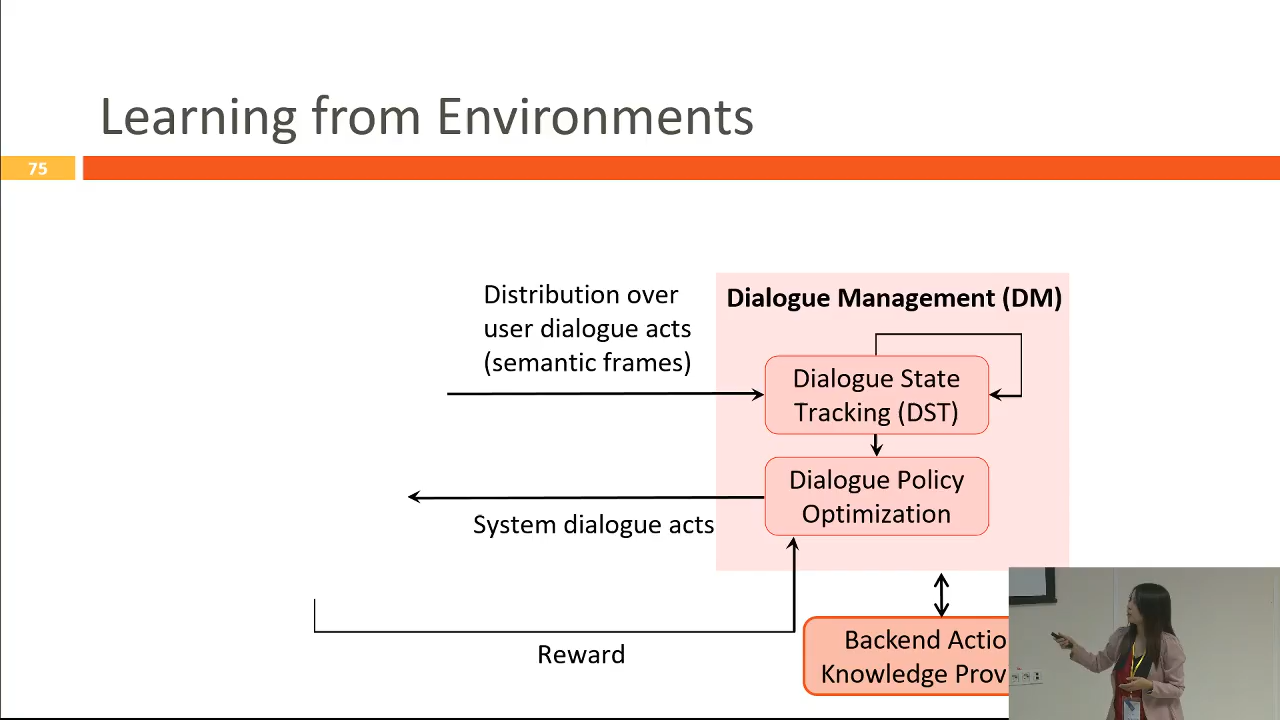 Learning from Environments
75
Distribution over
user dialogue acts
(semantic frames)
Dialogue Management (DM)
Dialogue State
Tracking (DST)
Dialogue Policy
Optimization
System dialogue acts
Reward
Backend Actio
Knowledge Prov